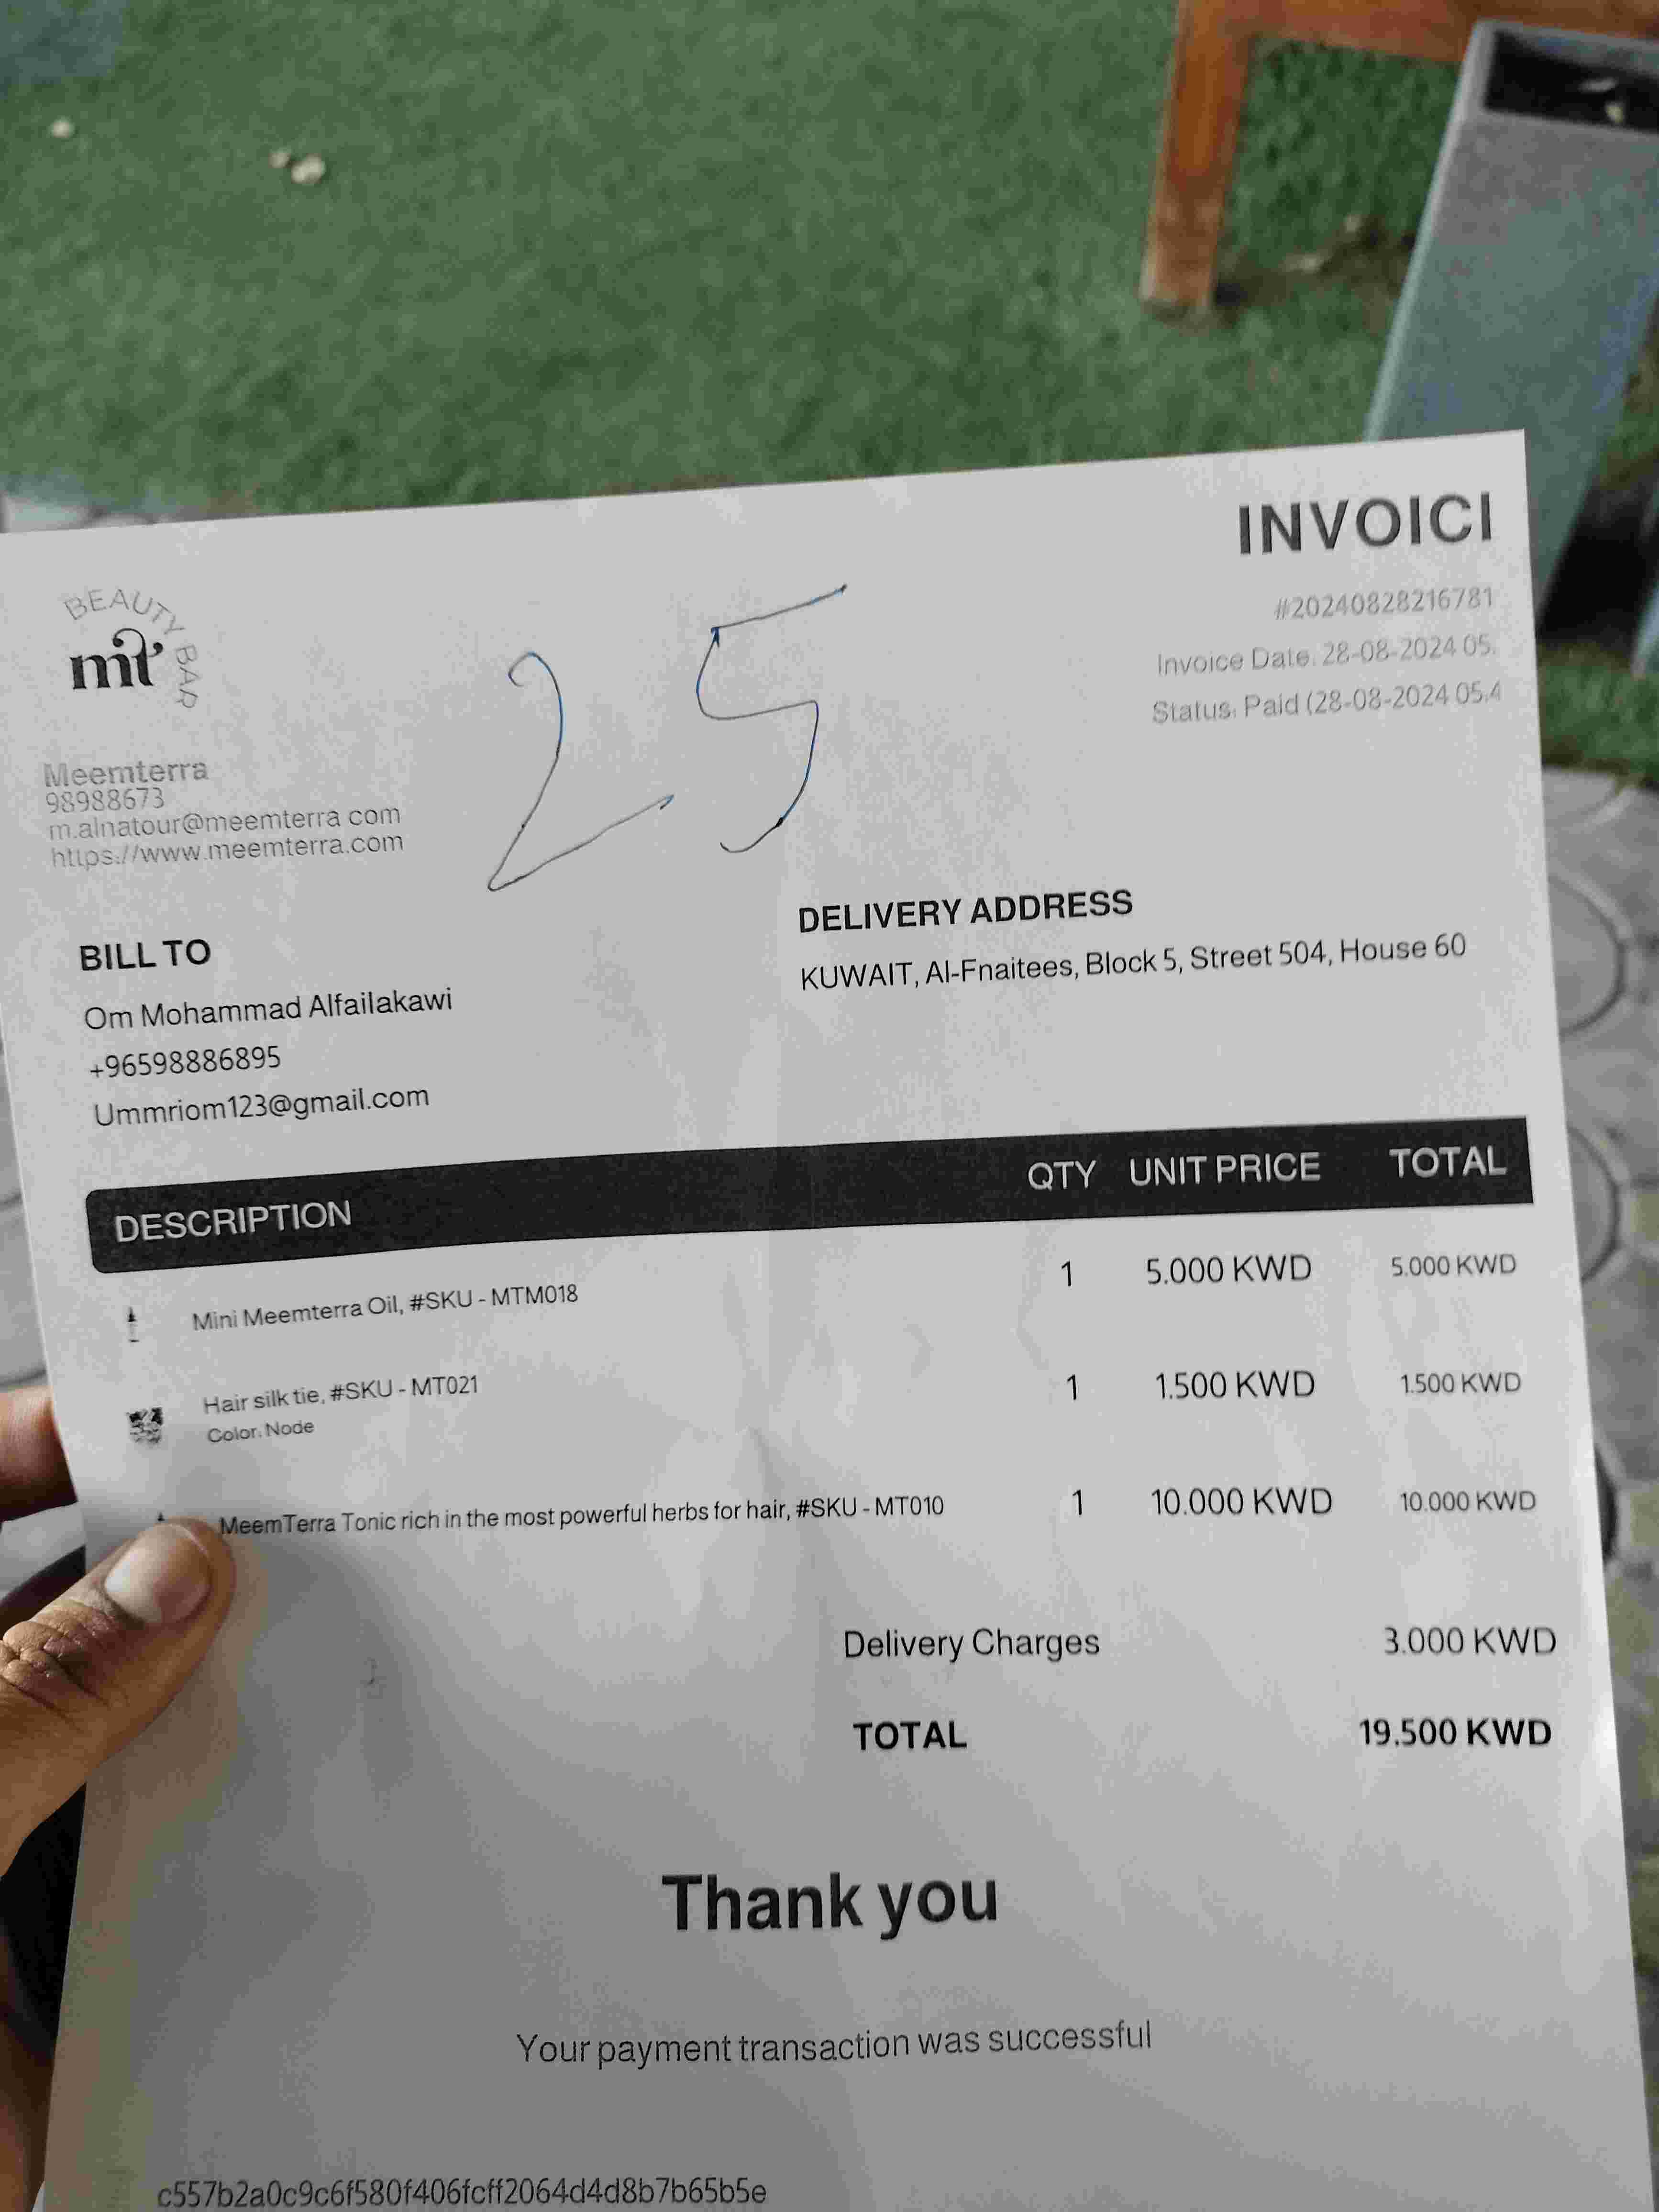 INVOICI
#20240828216781
Invoice Date. 28-08-2024 05.
Status. Paid (28-08-2024 05.4
BEAUTY BAR
mt
25
Meemterra
98988673
m.alnatour@meemterra.com
https://www.meemterra.com
BILL TO
Om Mohammad Alfailakawi
+96598886895
Ummriom123@gmail.com
DELIVERY ADDRESS
KUWAIT, Al-Fnaitees, Block 5, Street 504, House 60
DESCRIPTION QTY UNIT PRICE TOTAL
Mini Meemterra Oil, #SKU - MTM018 1 5.000 KWD 5.000 KWD
Hair silk tie, #SKU - MT021 1 1.500 KWD 1.500 KWD
Color. Node
MeemTerra Tonic rich in the most powerful herbs for hair, #SKU - MT010 1 10.000 KWD 10.000 KWD
Delivery Charges 3.000 KWD
TOTAL 19.500 KWD
Thank you
Your payment transaction was successful
c557b2a0c9c6f580f406fcff2064d4d8b7b65b5e